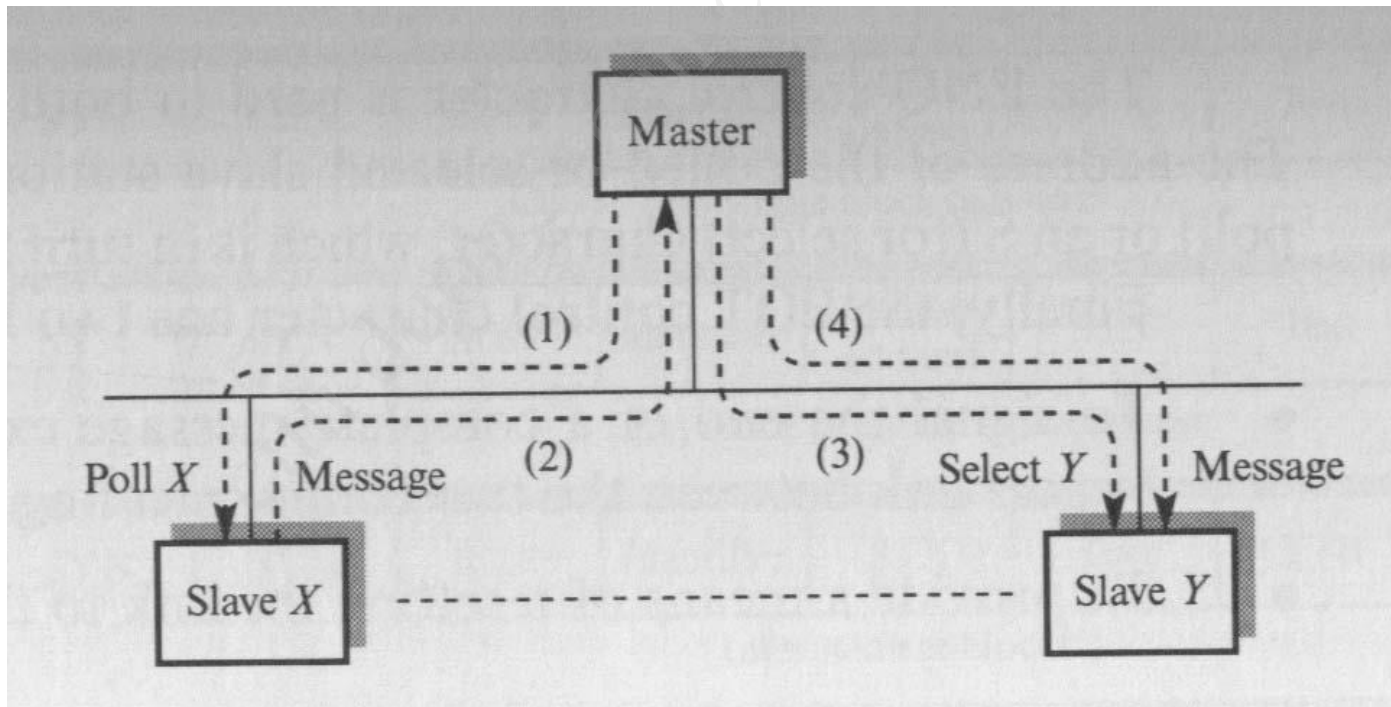 Master
(1)
(4)
Poll X
Message
(2)
(3)
Select Y
Message
Slave X
Slave Y